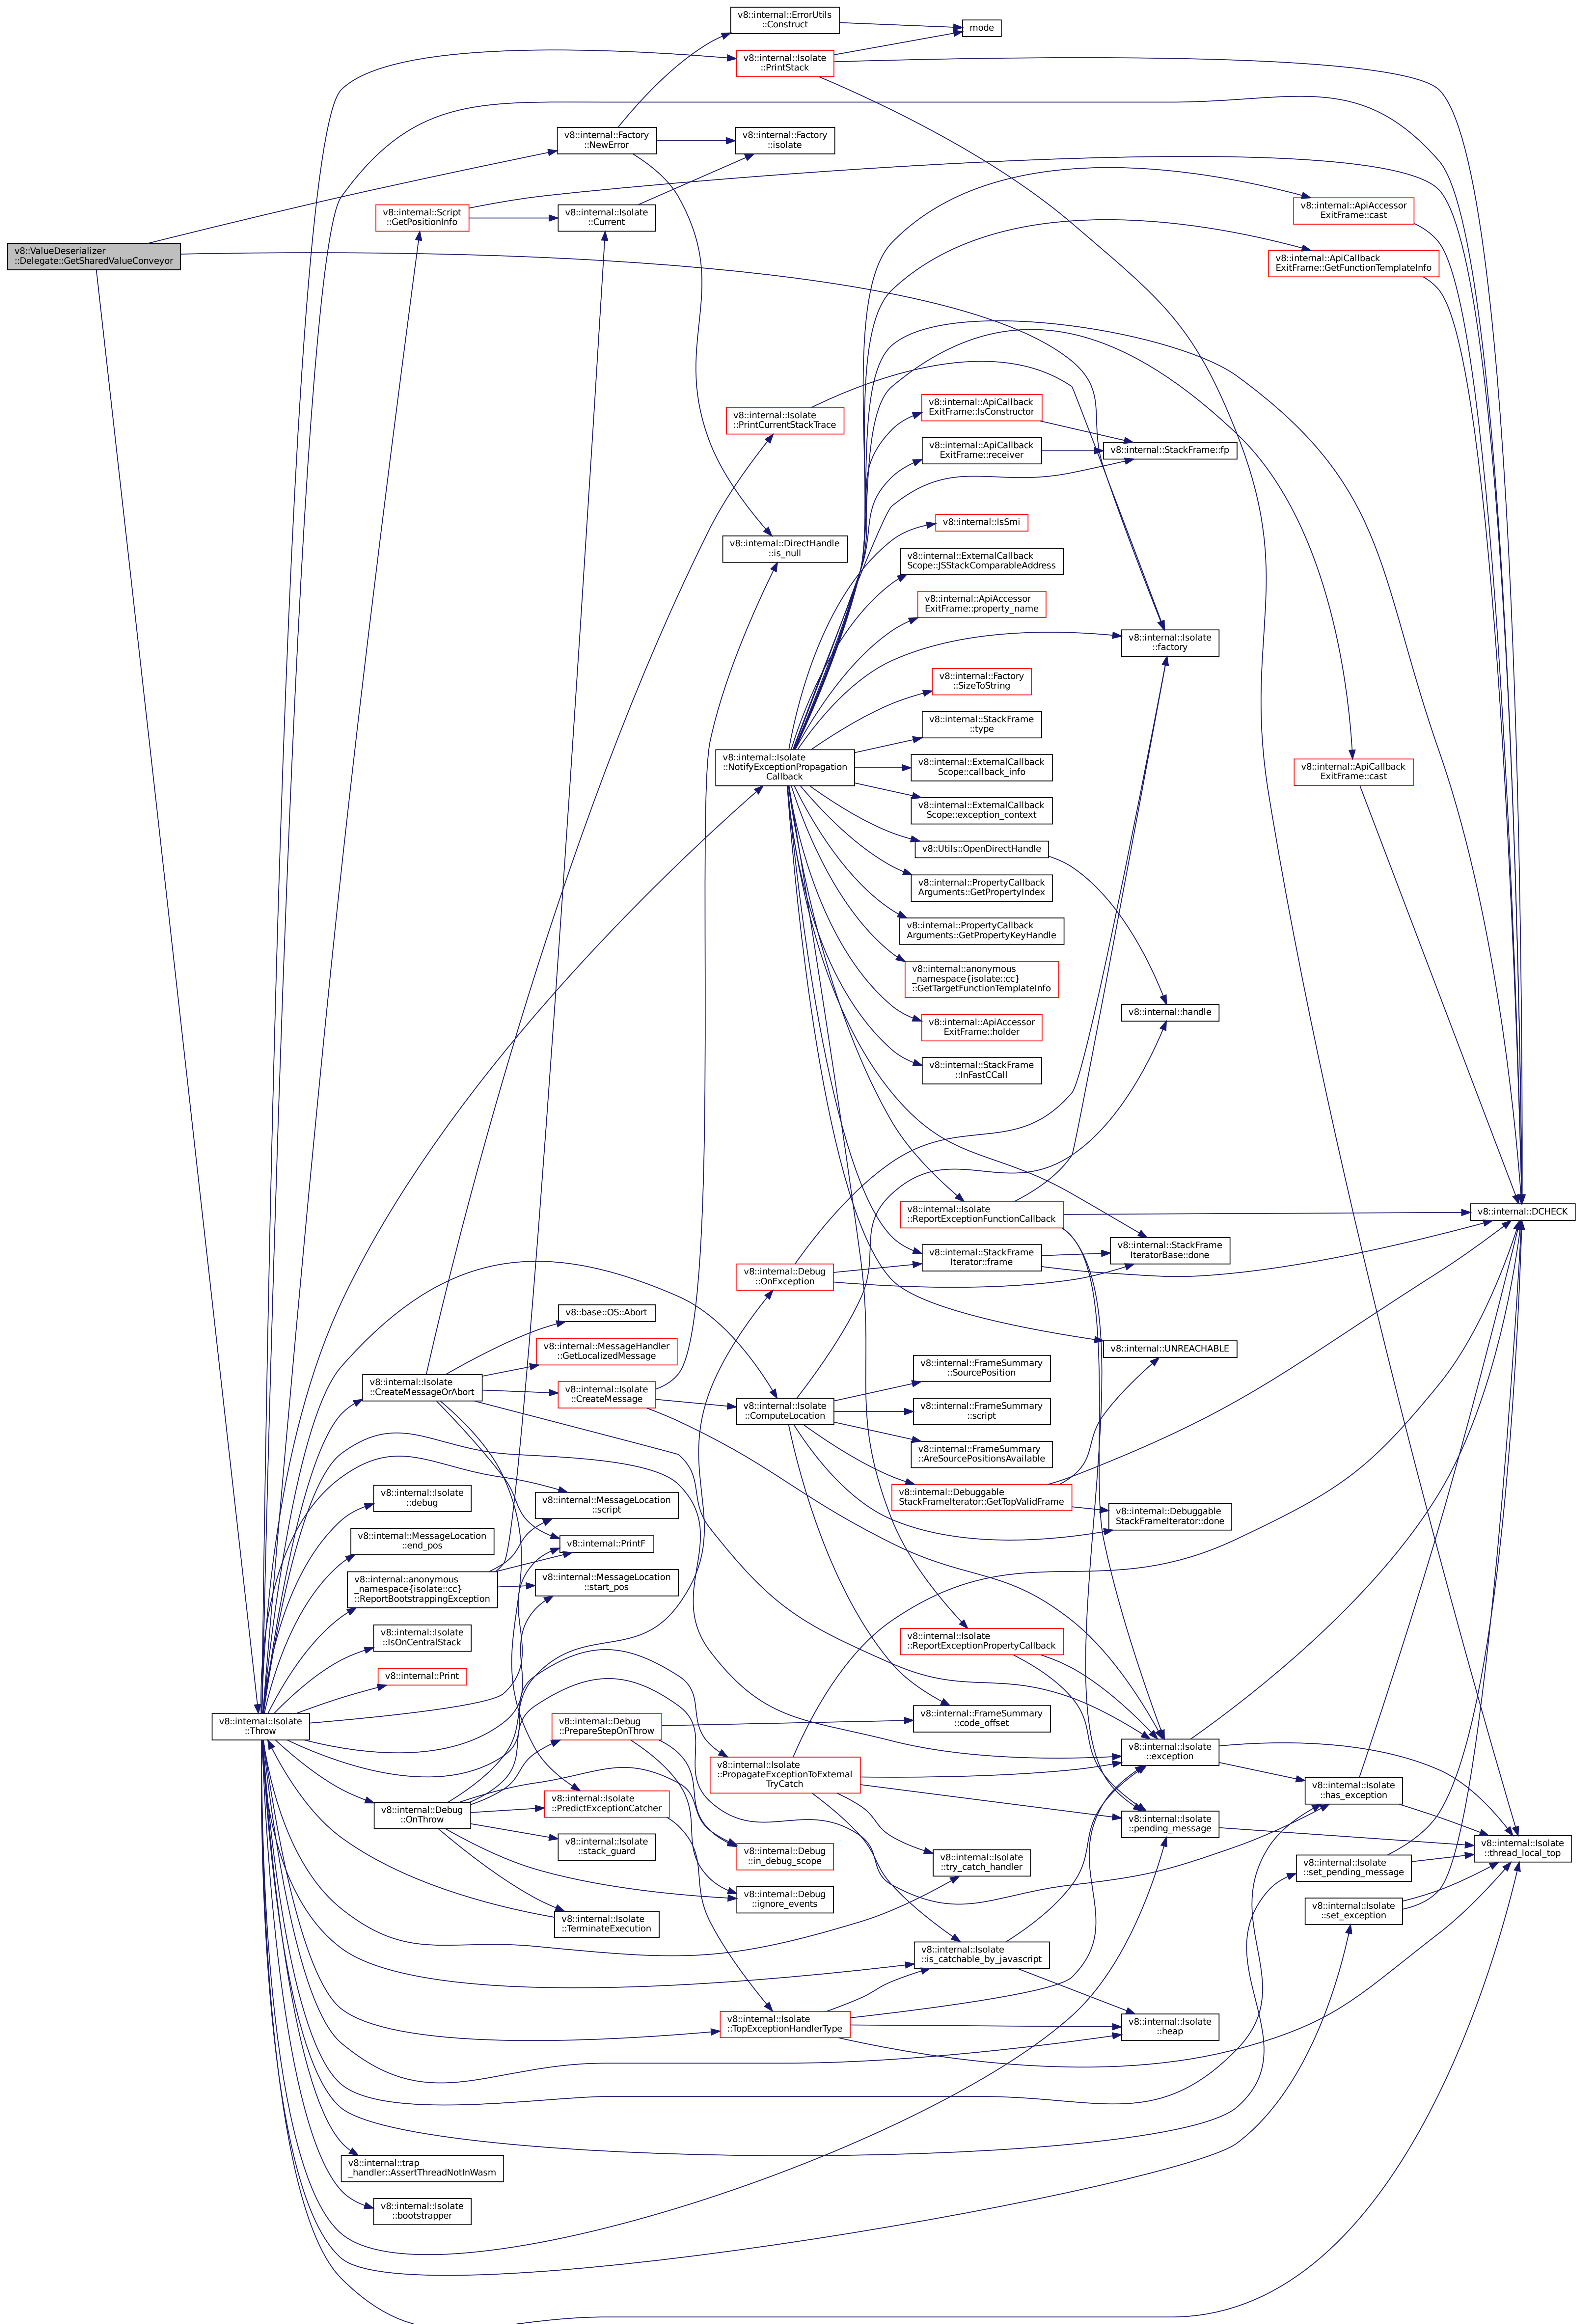 v8::internal::ErrorUtils
::Construct
mode
v8::internal::Isolate
::PrintStack
v8::internal::Factory
::NewError
v8::internal::Factory
::isolate
v8::internal::Script
::GetPositionInfo
v8::internal::Isolate
::Current
v8::internal::ApiAccessor
ExitFrame::cast
v8::ValueDeserializer
::Delegate::GetSharedValueConveyor
v8::internal::ApiCallback
ExitFrame::GetFunctionTemplateInfo
v8::internal::Isolate
::PrintCurrentStackTrace
v8::internal::ApiCallback
ExitFrame::IsConstructor
v8::internal::ApiCallback
ExitFrame::receiver
v8::internal::StackFrame::fp
v8::internal::IsSmi
v8::internal::DirectHandle
::is_null
v8::internal::ExternalCallback
Scope::JSStackComparableAddress
v8::internal::ApiAccessor
ExitFrame::property_name
v8::internal::Isolate
::factory
v8::internal::Factory
::SizeToString
v8::internal::StackFrame
::type
v8::internal::Isolate
::NotifyExceptionPropagation
Callback
v8::internal::ExternalCallback
Scope::callback_info
v8::internal::ApiCallback
ExitFrame::cast
v8::internal::ExternalCallback
Scope::exception_context
v8::Utils::OpenDirectHandle
v8::internal::PropertyCallback
Arguments::GetPropertyIndex
v8::internal::PropertyCallback
Arguments::GetPropertyKeyHandle
v8::internal::anonymous
_namespace{isolate::cc}
::GetTargetFunctionTemplateInfo
v8::internal::handle
v8::internal::ApiAccessor
ExitFrame::holder
v8::internal::StackFrame
::InFastCCall
v8::internal::Isolate
::ReportExceptionFunctionCallback
v8::internal::DCHECK
v8::internal::StackFrame
Iterator::frame
v8::internal::StackFrame
IteratorBase::done
v8::internal::Debug
::OnException
v8::base::OS::Abort
v8::internal::UNREACHABLE
v8::internal::MessageHandler
::GetLocalizedMessage
v8::internal::FrameSummary
::SourcePosition
v8::internal::Isolate
::CreateMessageOrAbort
v8::internal::Isolate
::CreateMessage
v8::internal::Isolate
::ComputeLocation
v8::internal::FrameSummary
::script
v8::internal::FrameSummary
::AreSourcePositionsAvailable
v8::internal::Isolate
::debug
v8::internal::MessageLocation
::script
v8::internal::Debuggable
StackFrameIterator::GetTopValidFrame
v8::internal::Debuggable
StackFrameIterator::done
v8::internal::MessageLocation
::end_pos
v8::internal::PrintF
v8::internal::anonymous
_namespace{isolate::cc}
::ReportBootstrappingException
v8::internal::MessageLocation
::start_pos
v8::internal::Isolate
::IsOnCentralStack
v8::internal::Isolate
::ReportExceptionPropertyCallback
v8::internal::Print
v8::internal::Isolate
::Throw
v8::internal::Debug
::PrepareStepOnThrow
v8::internal::FrameSummary
::code_offset
v8::internal::Isolate
::PropagateExceptionToExternal
TryCatch
v8::internal::Isolate
::exception
v8::internal::Isolate
::has_exception
v8::internal::Debug
::OnThrow
v8::internal::Isolate
::PredictExceptionCatcher
v8::internal::Isolate
::pending_message
v8::internal::Isolate
::stack_guard
v8::internal::Debug
::in_debug_scope
v8::internal::Isolate
::try_catch_handler
v8::internal::Isolate
::set_pending_message
v8::internal::Isolate
::thread_local_top
v8::internal::Debug
::ignore_events
v8::internal::Isolate
::set_exception
v8::internal::Isolate
::TerminateExecution
v8::internal::Isolate
::is_catchable_by_javascript
v8::internal::Isolate
::TopExceptionHandlerType
v8::internal::Isolate
::heap
v8::internal::trap
_handler::AssertThreadNotInWasm
v8::internal::Isolate
::bootstrapper